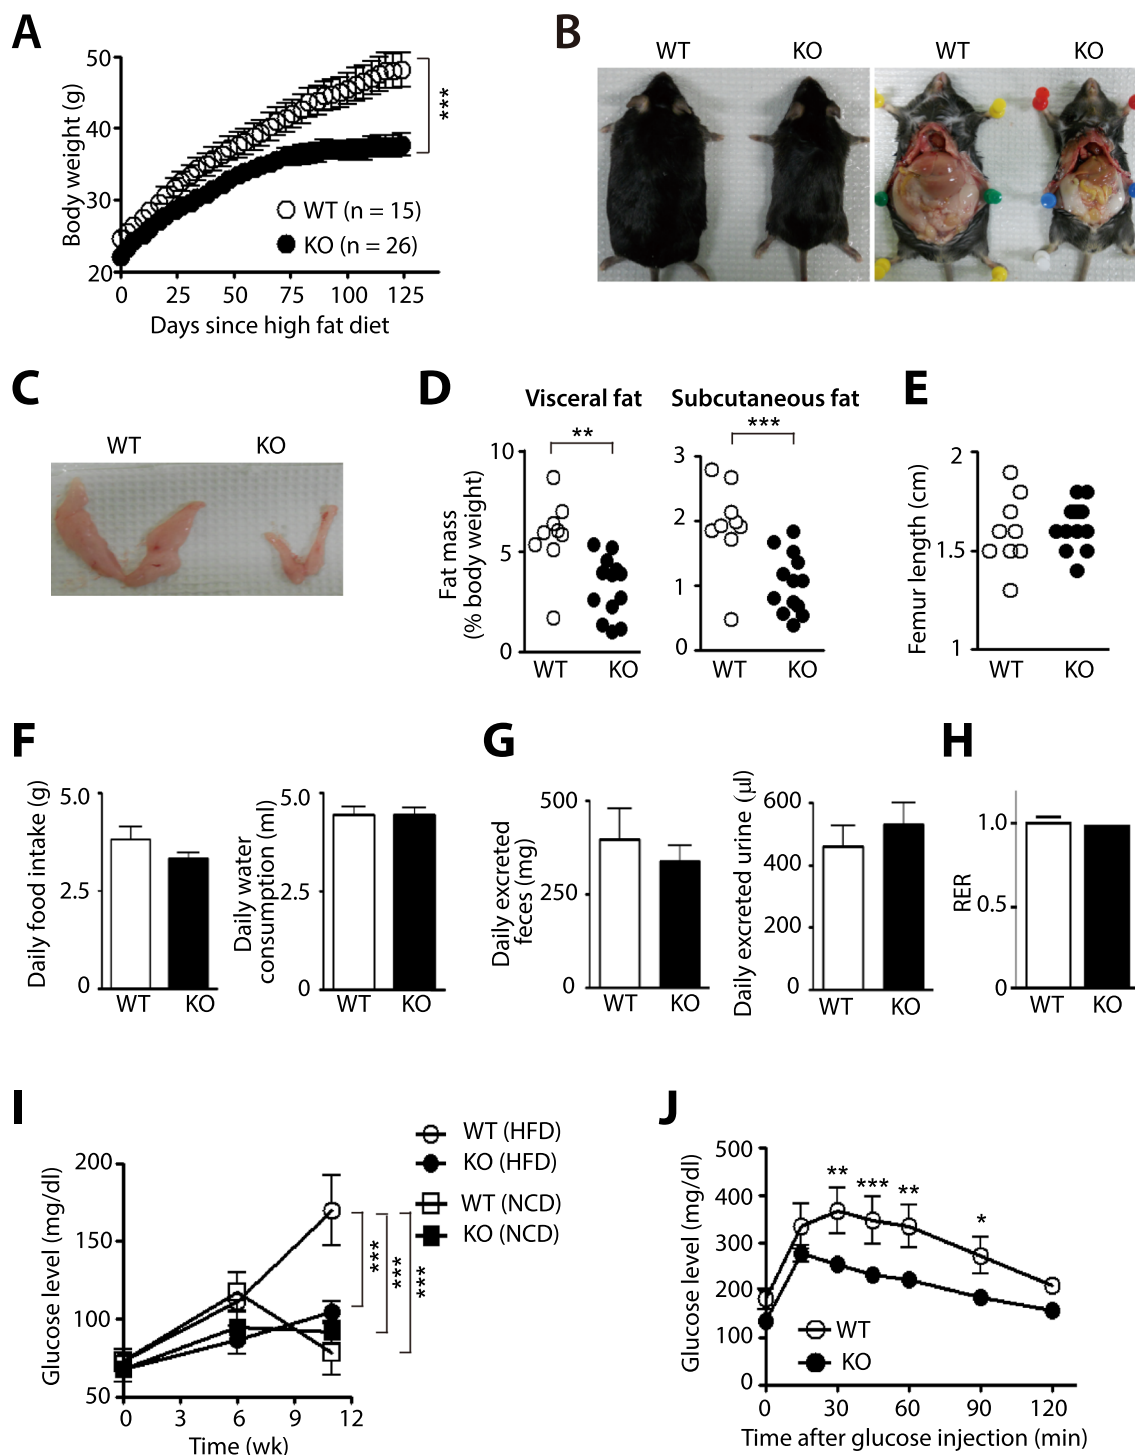 A
50
40
30
20
Body weight (g)
***
WT (n = 15)
KO (n = 26)
0 25 50 75 100 125
Days since high fat diet
B
WT KO WT KO
C
WT KO
D
Visceral fat
**
10
5
0
Fat mass
(% body weight)
WT KO
Subcutaneous fat
***
3
2
1
0
WT KO
E
2
1.5
1
Femur length (cm)
WT KO
F
5.0
2.5
0
Daily food intake (g)
WT KO
5.0
2.5
0
Daily water
consumption (ml)
WT KO
G
500
250
0
Daily excreted
feces (mg)
WT KO
600
400
200
0
Daily excreted urine (µl)
WT KO
H
1.0
0.5
0
RER
WT KO
I
WT (HFD)
KO (HFD)
WT (NCD)
KO (NCD)
200
150
100
50
Glucose level (mg/dl)
***
***
***
0 3 6 9 12
Time (wk)
J
500
400
300
200
100
0
Glucose level (mg/dl)
** *** ** *
WT
KO
0 30 60 90 120
Time after glucose injection (min)